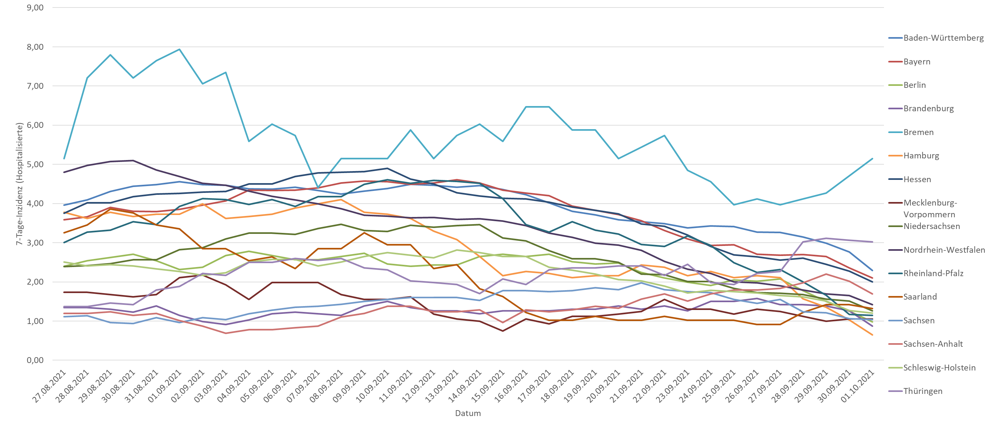 9,00
8,00
7,00
6,00
5,00
4,00
3,00
2,00
1,00
0,00
7-Tage-Inzidenz (Hospitalisierte)
27.08.2021
28.08.2021
29.08.2021
30.08.2021
31.08.2021
01.09.2021
02.09.2021
03.09.2021
04.09.2021
05.09.2021
06.09.2021
07.09.2021
08.09.2021
09.09.2021
10.09.2021
11.09.2021
12.09.2021
13.09.2021
14.09.2021
15.09.2021
16.09.2021
17.09.2021
18.09.2021
19.09.2021
20.09.2021
21.09.2021
22.09.2021
23.09.2021
24.09.2021
25.09.2021
26.09.2021
27.09.2021
28.09.2021
29.09.2021
30.09.2021
01.10.2021
Datum
Baden-Württemberg
Bayern
Berlin
Brandenburg
Bremen
Hamburg
Hessen
Mecklenburg-
Vorpommern
Niedersachsen
Nordrhein-Westfalen
Rheinland-Pfalz
Saarland
Sachsen
Sachsen-Anhalt
Schleswig-Holstein
Thüringen